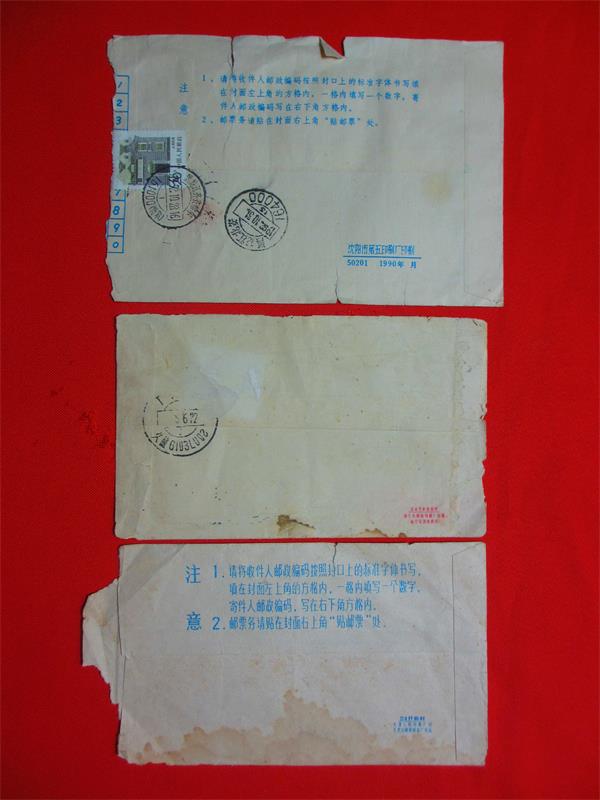 注意
1、请将收件人邮政编码按照封口上的标准字体书写填
在封面左上角的方格内，一格内填写一个数字。寄
件人邮政编码写在右下角方格内。
2、邮票务请贴在封面右上角“贴邮票”处。
1
2
3
7
8
9
0
164000
沈阳市第五印刷厂印刷
50201 1990年 月
6.22
注意
1.请将收件人邮政编码按照封口上的标准字体书写,
填在封面左上角的方格内,一格内填写一个数字,
寄件人邮政编码,写在右下角方格内。
2.邮票务请贴在封面右上角“贴邮票”处.